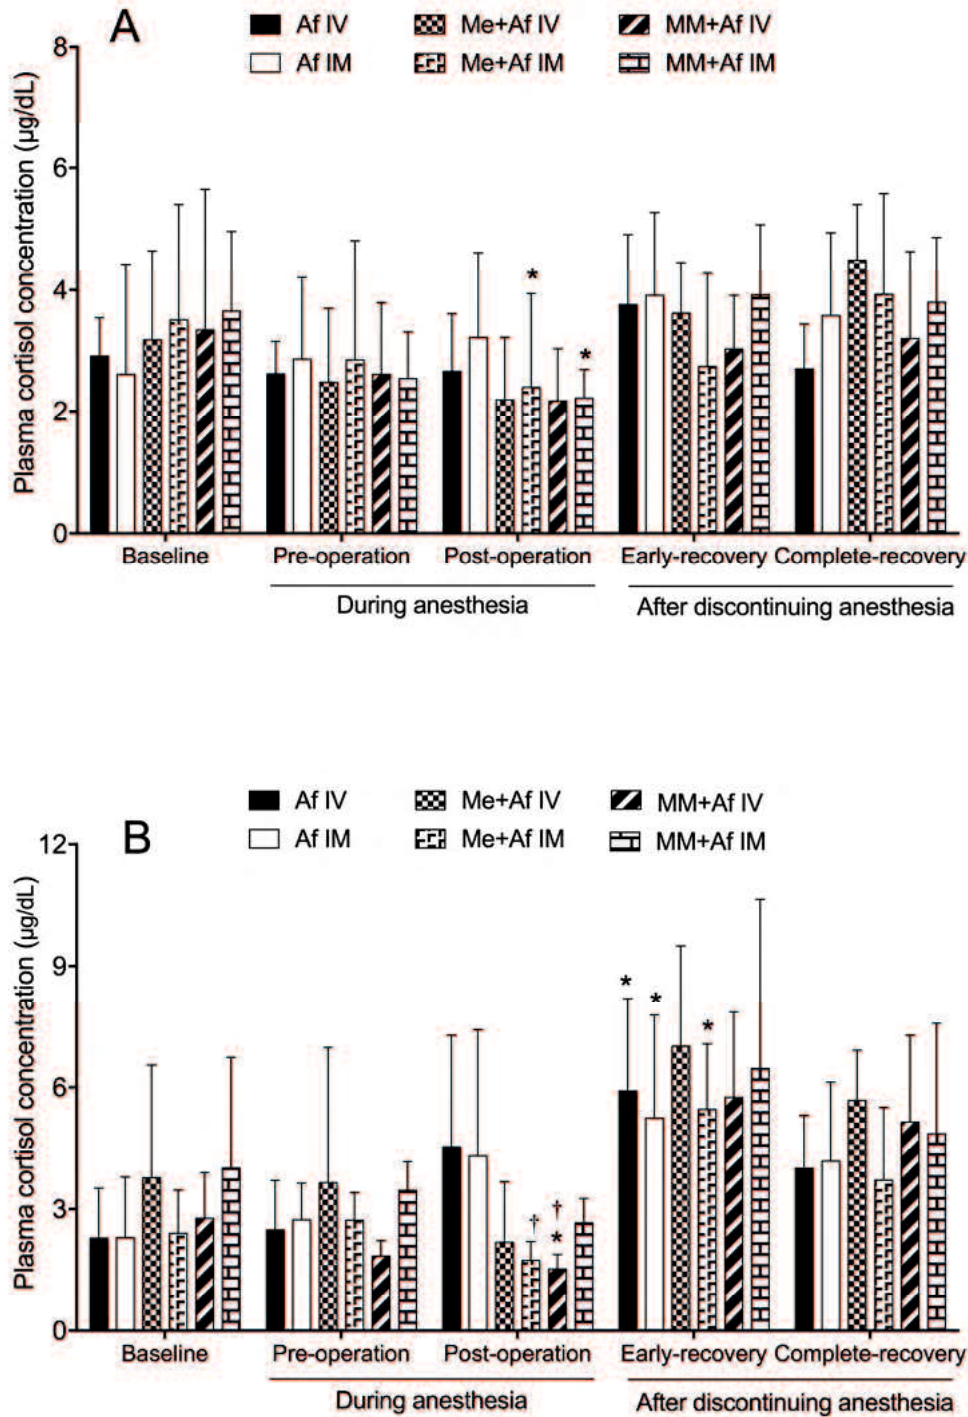 A
Af IV Me+Af IV MM+Af IV
Af IM Me+Af IM MM+Af IM
Plasma cortisol concentration (µg/dL)
8
6
4
2
0
*
*
Baseline Pre-operation Post-operation Early-recovery Complete-recovery
During anesthesia After discontinuing anesthesia
B
Af IV Me+Af IV MM+Af IV
Af IM Me+Af IM MM+Af IM
Plasma cortisol concentration (µg/dL)
12
9
6
3
0
* * *
† †
*
Baseline Pre-operation Post-operation Early-recovery Complete-recovery
During anesthesia After discontinuing anesthesia